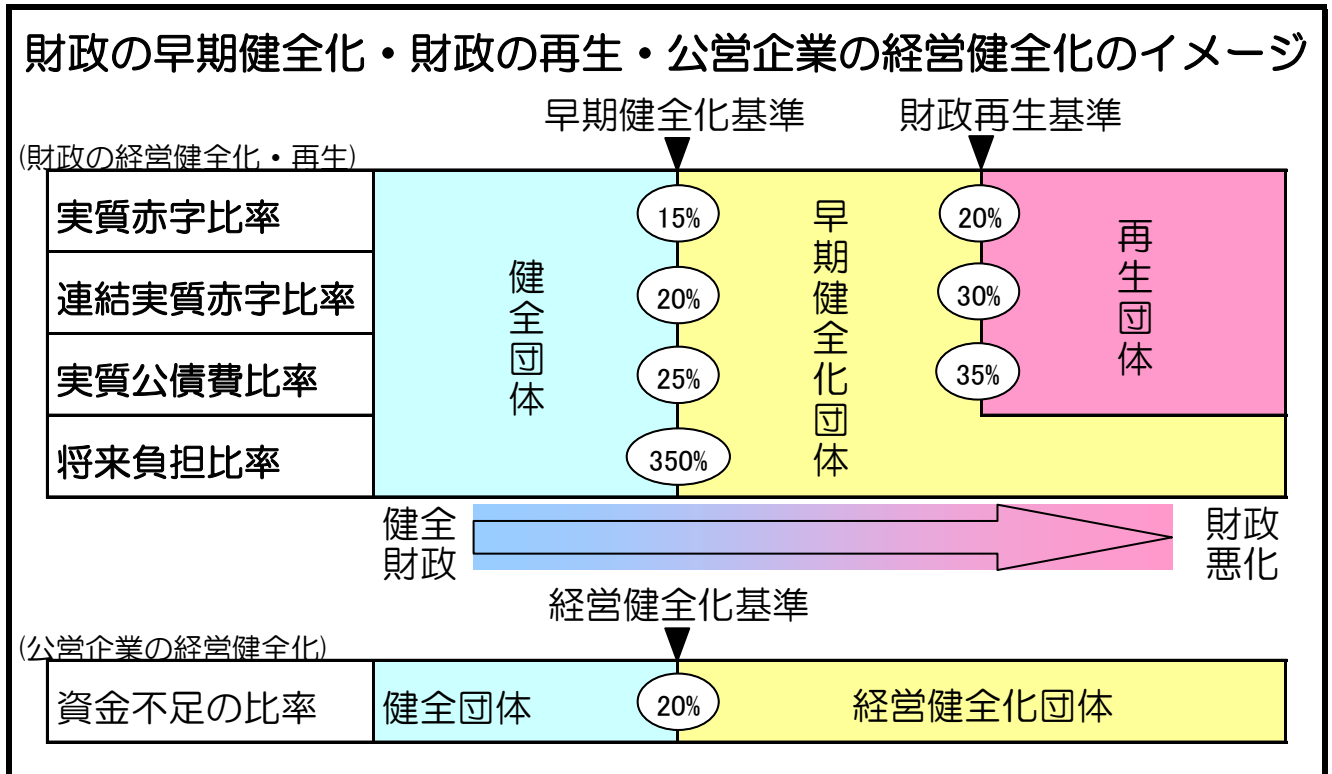 財政の早期健全化・財政の再生・公営企業の経営健全化のイメージ
早期健全化基準
財政再生基準
(財政の経営健全化・再生)
実質赤字比率
15%
20%
連結実質赤字比率
20%
30%
実質公債費比率
25%
35%
将来負担比率
350%
健全団体
早期健全化団体
再生団体
健全
財政
財政
悪化
経営健全化基準
(公営企業の経営健全化)
資金不足の比率
健全団体
20%
経営健全化団体